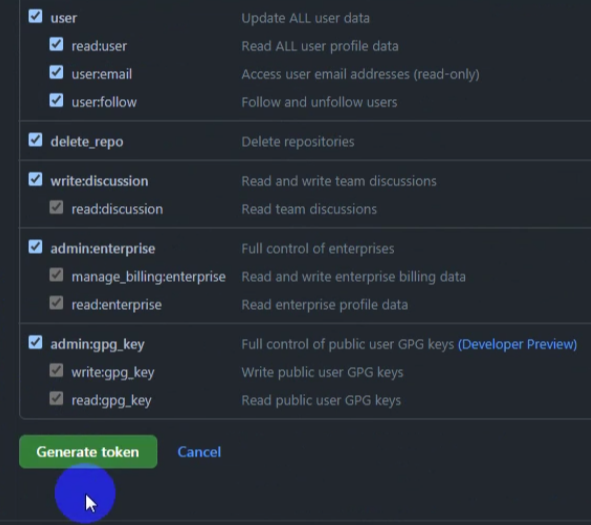 user Update ALL user data
read:user Read ALL user profile data
user:email Access user email addresses (read-only)
user:follow Follow and unfollow users
delete_repo Delete repositories
write:discussion Read and write team discussions
read:discussion Read team discussions
admin:enterprise Full control of enterprises
manage_billing:enterprise Read and write enterprise billing data
read:enterprise Read enterprise profile data
admin:gpg_key Full control of public user GPG keys (Developer Preview)
write:gpg_key Write public user GPG keys
read:gpg_key Read public user GPG keys
Generate token Cancel